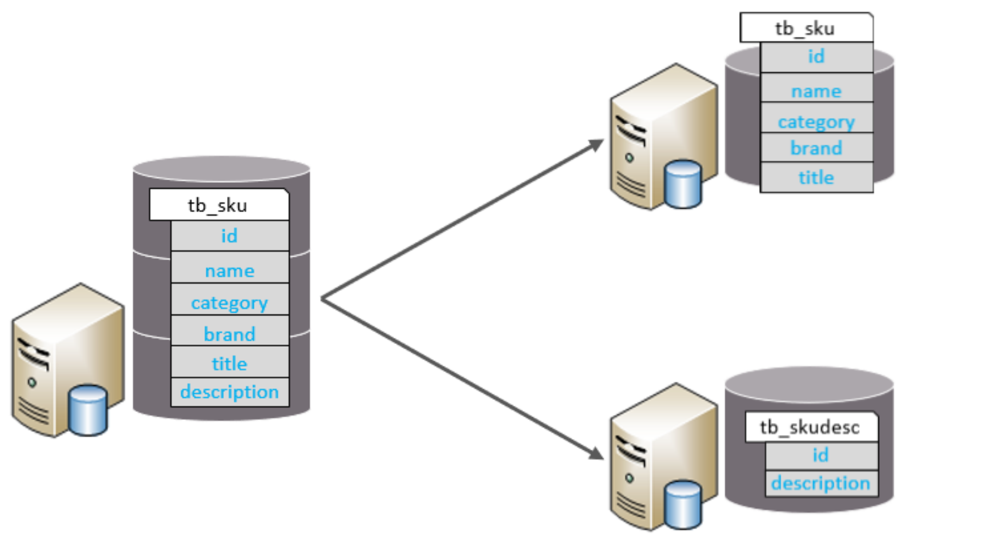 tb_sku
id
name
category
brand
title
description
tb_sku
id
name
category
brand
title
tb_skudesc
id
description